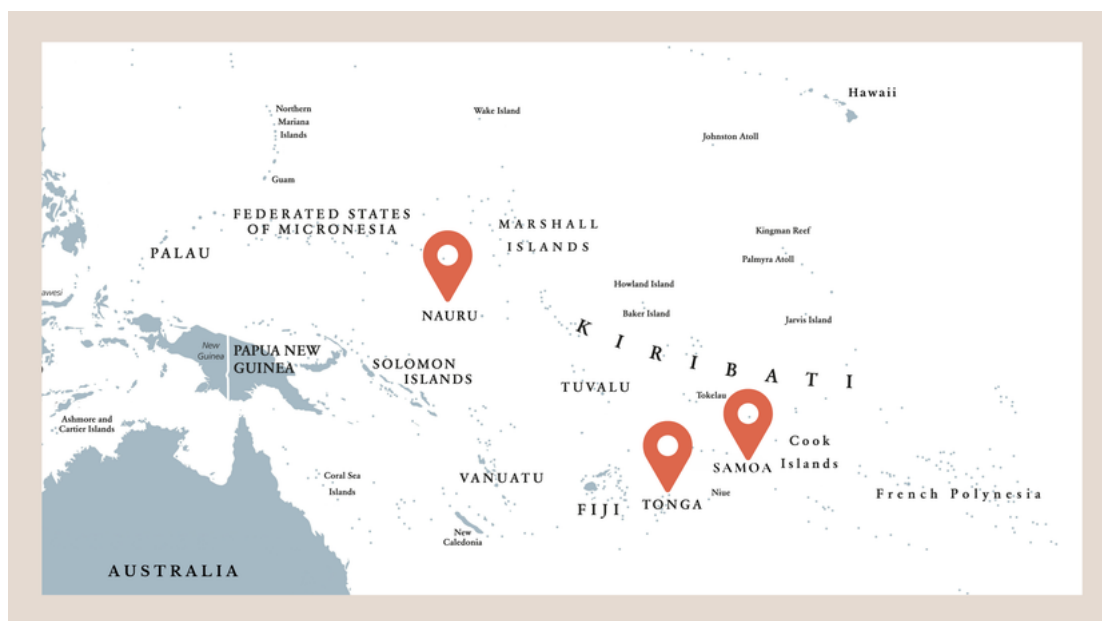 Hawaii
Northern
Mariana
Islands
Wake Island
Johnston Atoll
Guam
FEDERATED STATES
OF MICRONESIA
MARSHALL
ISLANDS
PALAU
Kingman Reef
Palmyra Atoll
awesi
Howland Island
Baker Island
Jarvis Island
NAURU
KIRIBATI
New
Guinea
PAPUA NEW
GUINEA
SOLOMON
ISLANDS
TUVALU
Tokelau
Ashmore and
Cartier Islands
Cook
Islands
SAMOA
Coral Sea
Islands
VANUATU
Niue
French Polynesia
FIJI
TONGA
New
Caledonia
AUSTRALIA